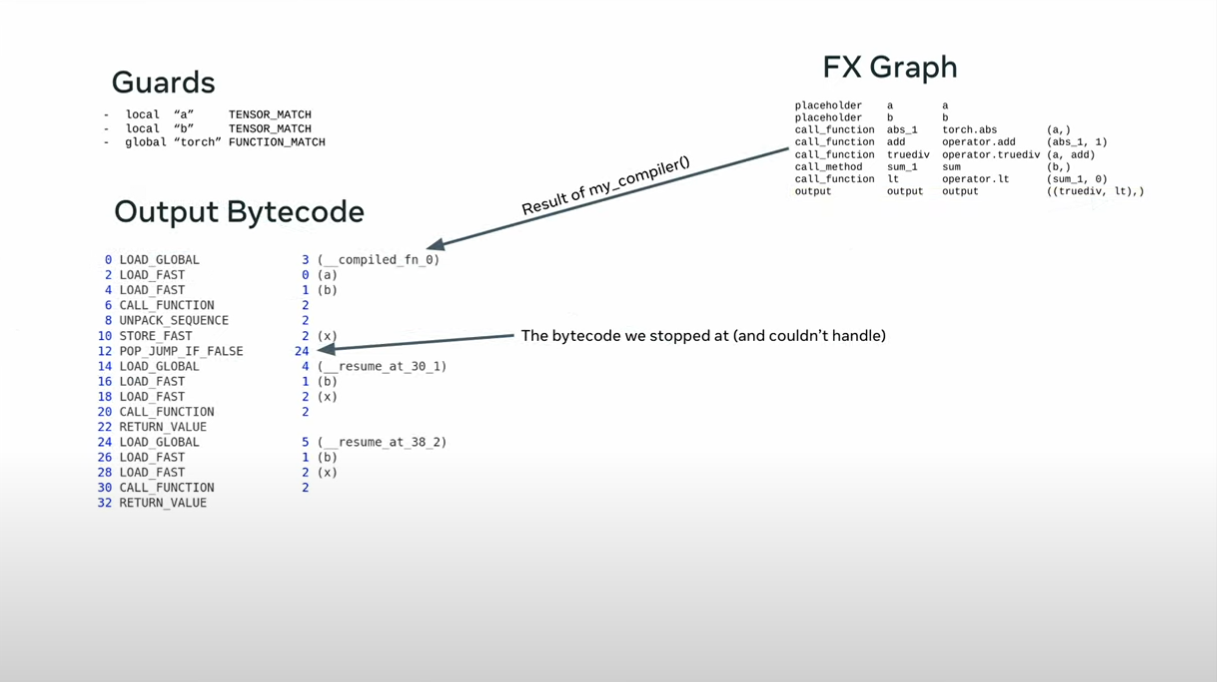 Guards
- local “a” TENSOR_MATCH
- local “b” TENSOR_MATCH
- global “torch” FUNCTION_MATCH
FX Graph
placeholder a a
placeholder b b
call_function abs_1 torch.abs (a,)
call_function add operator.add (abs_1, 1)
call_function truediv operator.truediv (a, add)
call_method sum_1 sum (b,)
call_function lt operator.lt (sum_1, 0)
output output output ((truediv, lt),)
Result of my_compiler()
Output Bytecode
0 LOAD_GLOBAL 3 (__compiled_fn_0)
2 LOAD_FAST 0 (a)
4 LOAD_FAST 1 (b)
6 CALL_FUNCTION 2
8 UNPACK_SEQUENCE 2
10 STORE_FAST 2 (x)
12 POP_JUMP_IF_FALSE 24
The bytecode we stopped at (and couldn’t handle)
14 LOAD_GLOBAL 4 (__resume_at_30_1)
16 LOAD_FAST 1 (b)
18 LOAD_FAST 2 (x)
20 CALL_FUNCTION 2
22 RETURN_VALUE
24 LOAD_GLOBAL 5 (__resume_at_38_2)
26 LOAD_FAST 1 (b)
28 LOAD_FAST 2 (x)
30 CALL_FUNCTION 2
32 RETURN_VALUE